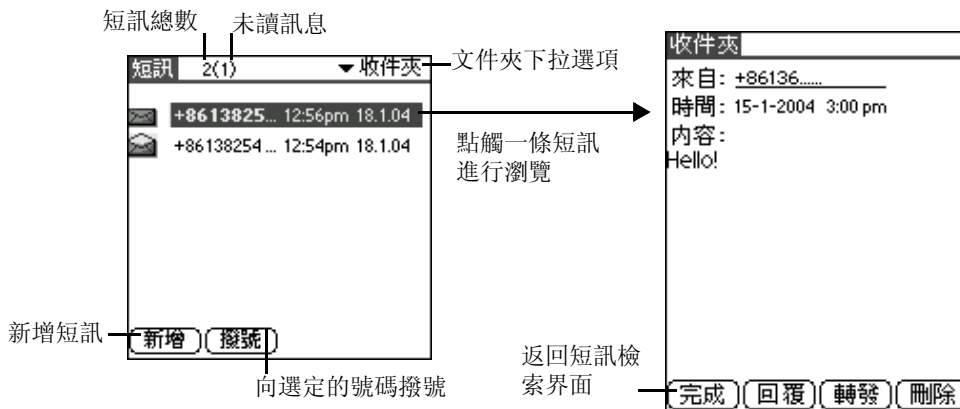 短訊總數 未讀訊息
短訊 2(1) 收件夾
文件夾下拉選項
+8613825... 12:56pm 18.1.04
+86138254 ... 12:54pm 18.1.04
點觸一條短訊
進行瀏覽
新增短訊
新增 撥號
向選定的號碼撥號
收件夾
來自: +86136......
時間: 15-1-2004 3:00 pm
內容:
Hello!
返回短訊檢
索界面
完成 回覆 轉發 刪除